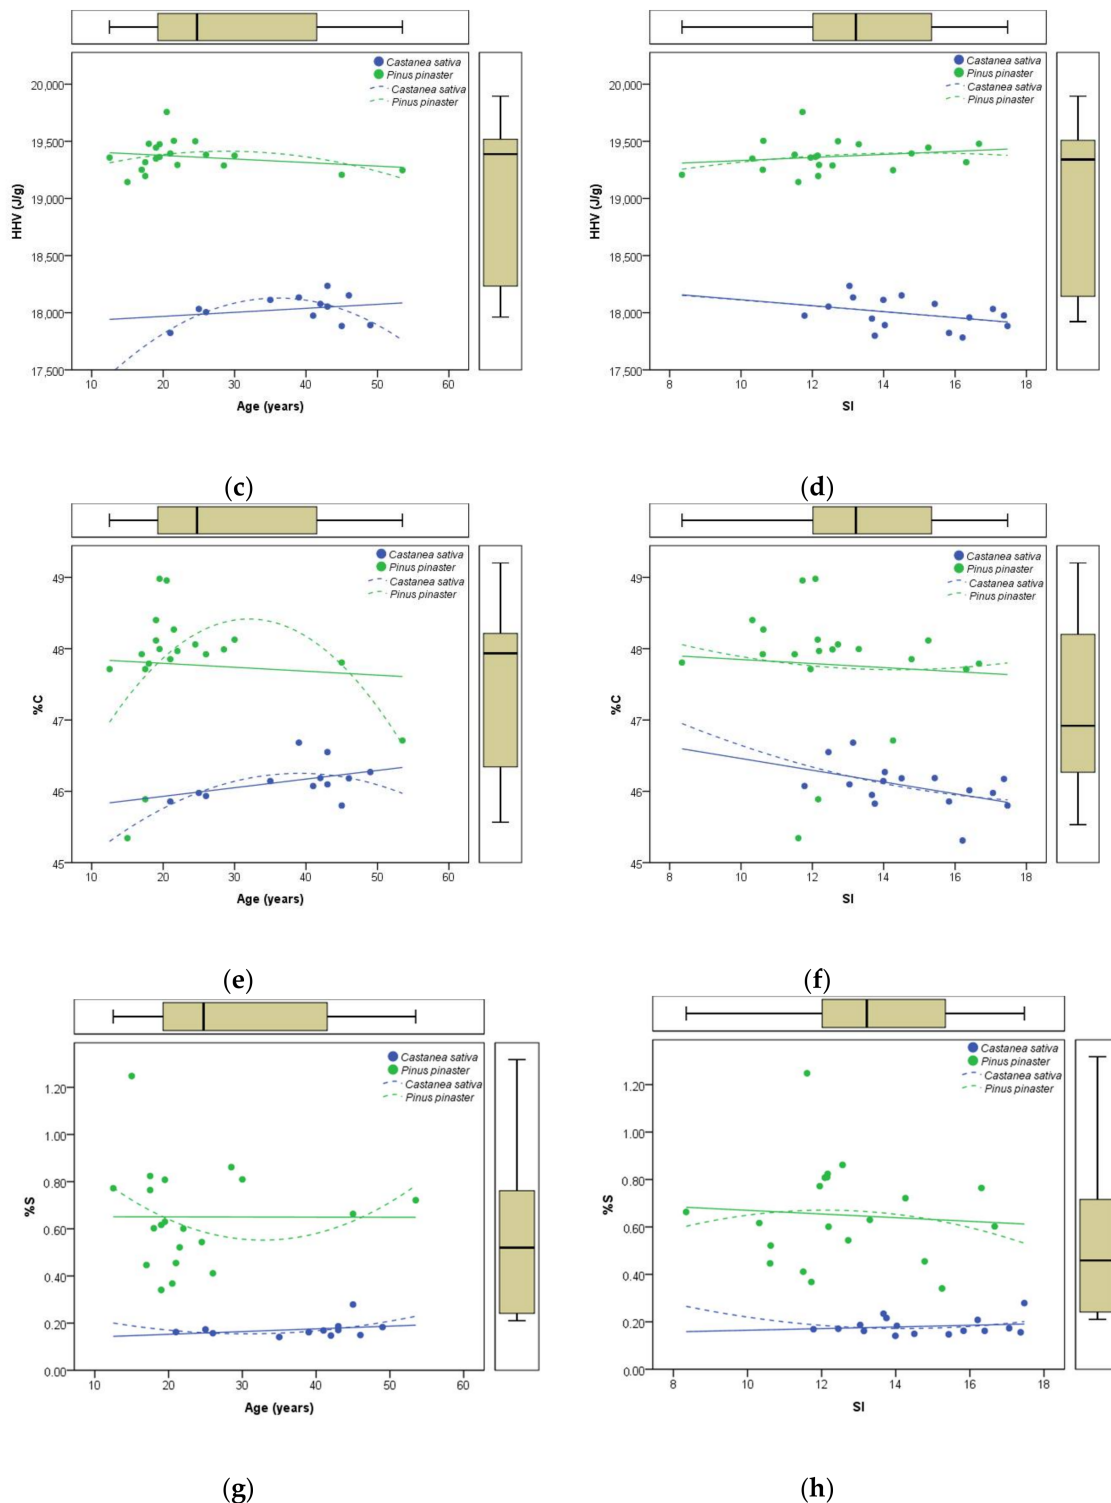 Castanea sativa
Pinus pinaster
Castanea sativa
Pinus pinaster
20,000
19,500
19,000
18,500
18,000
17,500
HHV (J/g)
10 20 30 40 50 60
Age (years)
(c)
Castanea sativa
Pinus pinaster
Castanea sativa
Pinus pinaster
20,000
19,500
19,000
18,500
18,000
17,500
HHV (J/g)
8 10 12 14 16 18
SI
(d)
Castanea sativa
Pinus pinaster
Castanea sativa
Pinus pinaster
49
48
47
46
45
%C
10 20 30 40 50 60
Age (years)
(e)
Castanea sativa
Pinus pinaster
Castanea sativa
Pinus pinaster
49
48
47
46
45
%C
8 10 12 14 16 18
SI
(f)
Castanea sativa
Pinus pinaster
Castanea sativa
Pinus pinaster
1.20
1.00
0.80
0.60
0.40
0.20
0.00
%S
10 20 30 40 50 60
Age (years)
(g)
Castanea sativa
Pinus pinaster
Castanea sativa
Pinus pinaster
1.20
1.00
0.80
0.60
0.40
0.20
0.00
%S
8 10 12 14 16 18
SI
(h)